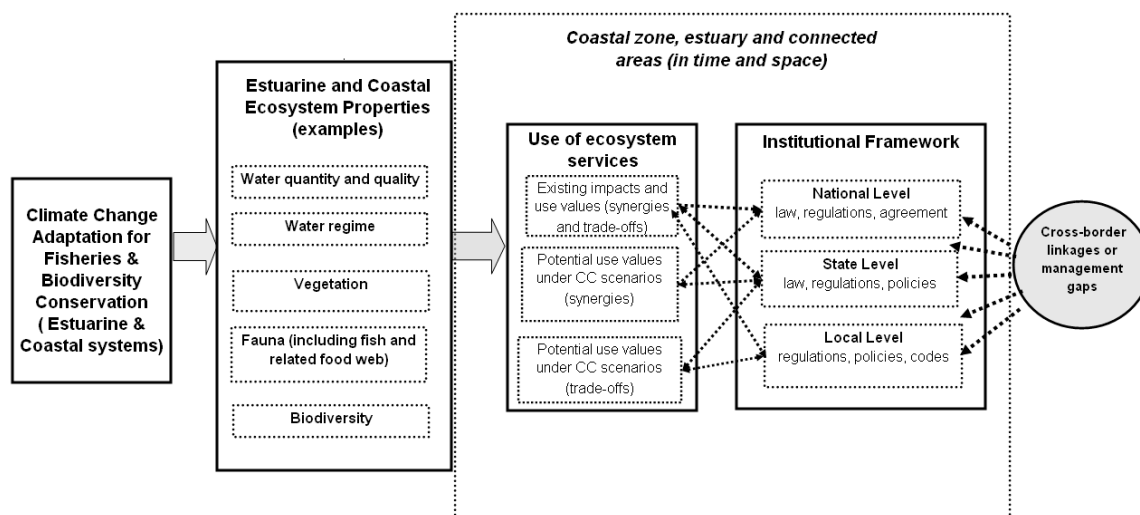 Coastal zone, estuary and connected
areas (in time and space)
Climate Change
Adaptation for
Fisheries &
Biodiversity
Conservation
( Estuarine &
Coastal systems)
Estuarine and Coastal
Ecosystem Properties
(examples)
Water quantity and quality
Water regime
Vegetation
Fauna (including fish and
related food web)
Biodiversity
Use of ecosystem
services
Existing impacts and
use values (synergies
and trade-offs)
Potential use values
under CC scenarios
(synergies)
Potential use values
under CC scenarios
(trade-offs)
Institutional Framework
National Level
law, regulations, agreement
State Level
law, regulations, policies
Local Level
regulations, policies, codes
Cross-border
linkages or
management
gaps